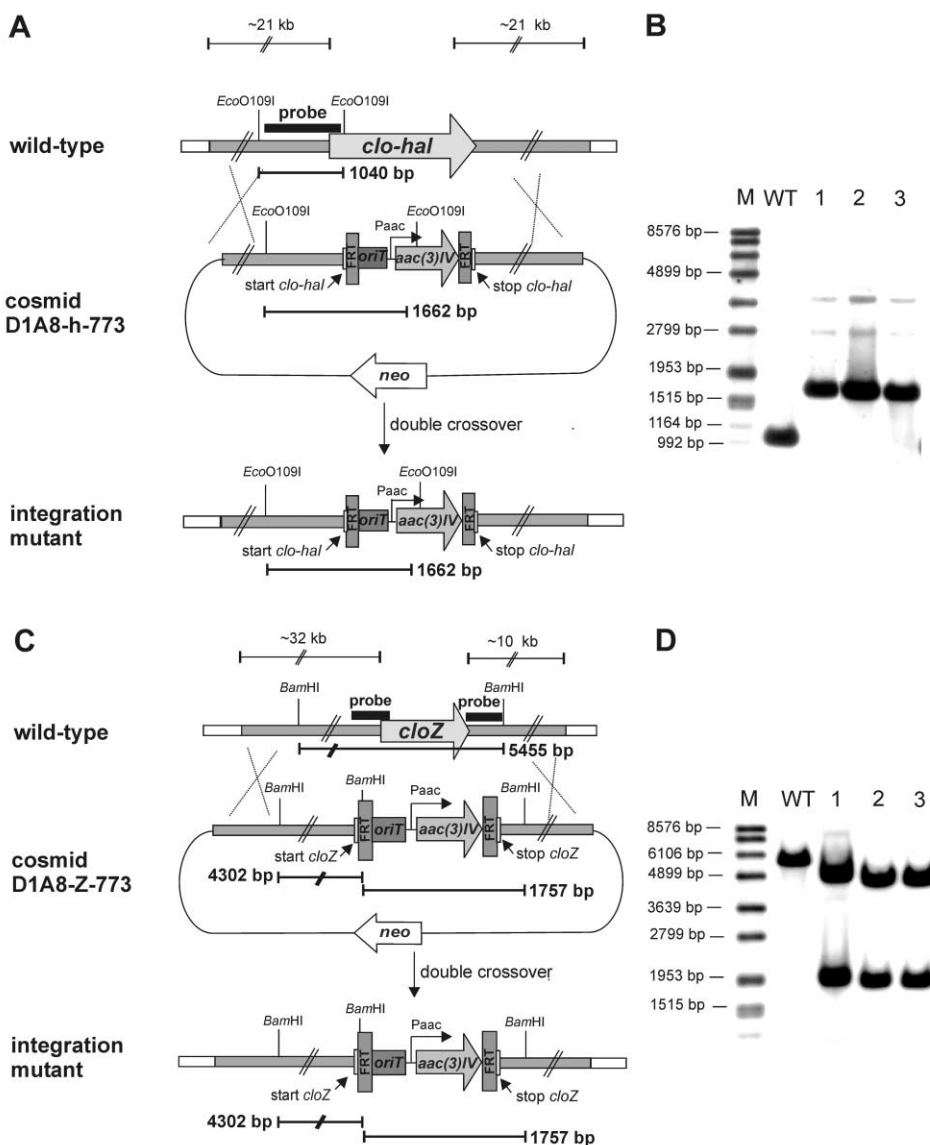 A
~21 kb
~21 kb
EcoO109I
EcoO109I
probe
wild-type
clo-hal
1040 bp
EcoO109I
Paac
EcoO109I
FRT
oriT
aac(3)IV
FRT
start clo-hal
stop clo-hal
cosmid
D1A8-h-773
1662 bp
neo
double crossover
EcoO109I
Paac
EcoO109I
integration
mutant
FRT
oriT
aac(3)IV
FRT
start clo-hal
stop clo-hal
1662 bp
B
M WT 1 2 3
8576 bp
4899 bp
2799 bp
1953 bp
1515 bp
1164 bp
992 bp
C
~32 kb
~10 kb
BamHI
BamHI
probe
probe
wild-type
cloZ
5455 bp
BamHI
BamHI
Paac
BamHI
FRT
oriT
aac(3)IV
FRT
start cloZ
stop cloZ
cosmid
D1A8-Z-773
4302 bp
1757 bp
neo
double crossover
BamHI
BamHI
Paac
BamHI
integration
mutant
FRT
oriT
aac(3)IV
FRT
start cloZ
stop cloZ
4302 bp
1757 bp
D
M WT 1 2 3
8576 bp
6106 bp
4899 bp
3639 bp
2799 bp
1953 bp
1515 bp